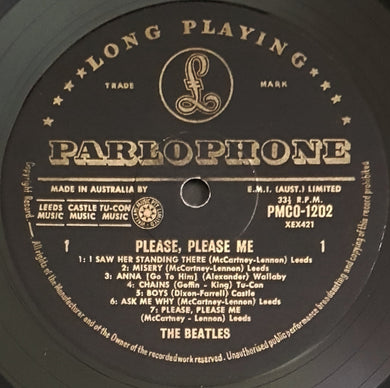 LONG PLAYING
£
TRADE MARK
PARLOPHONE
MADE IN AUSTRALIA BY E.M.I. (AUST.) LIMITED
LEEDS CASTLE TU-CON
MUSIC MUSIC MUSIC
33⅓ R.P.M.
PMCO-1202
XEX421
1 PLEASE, PLEASE ME 1
1: I SAW HER STANDING THERE (McCartney-Lennon) Leeds
2: MISERY (McCartney-Lennon) Leeds
3: ANNA [Go To Him] (Alexander) Wallaby
4: CHAINS (Goffin - King) Tu-Con
5: BOYS (Dixon-Farrell) Castle
6: ASK ME WHY (McCartney-Lennon) Leeds
7: PLEASE, PLEASE ME
(McCartney - Lennon) Leeds
THE BEATLES
Copyright Reserved — All rights of the Manufacturer and of the Owner of the recorded work reserved. Unauthorised public performance broadcasting and copying of this record prohibited.